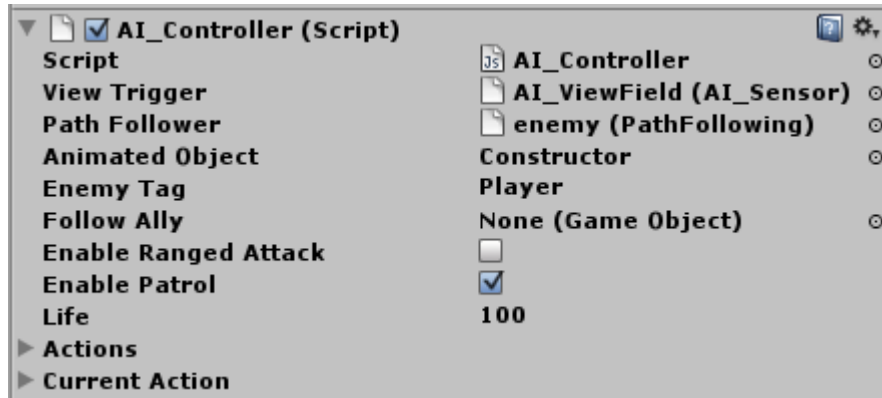 AI_Controller (Script)
Script JS AI_Controller
View Trigger AI_ViewField (AI_Sensor)
Path Follower enemy (PathFollowing)
Animated Object Constructor
Enemy Tag Player
Follow Ally None (Game Object)
Enable Ranged Attack
Enable Patrol
Life 100
Actions
Current Action